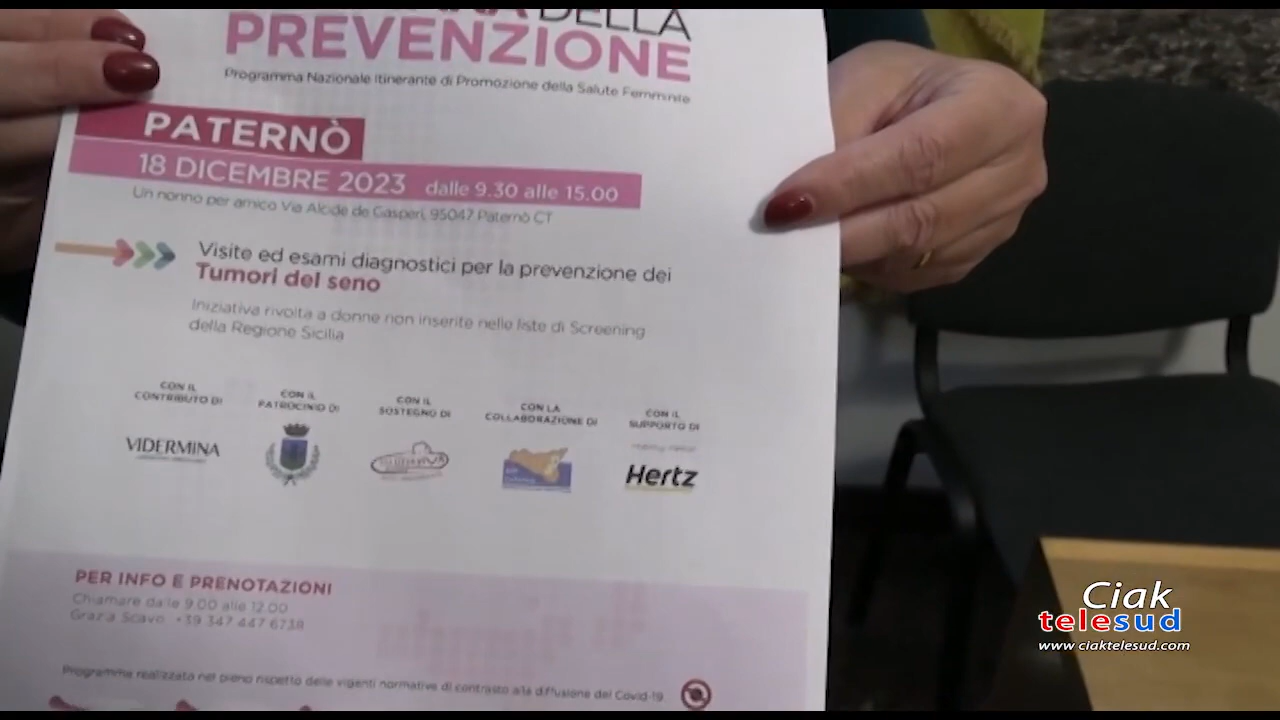 DELLA
PREVENZIONE
Programma Nazionale Itinerante di Promozione della Salute Femminile
PATERNÒ
18 DICEMBRE 2023 dalle 9.30 alle 15.00
Un nonno per amico Via Alcide de Gasperi, 95047 Paternò CT
Visite ed esami diagnostici per la prevenzione dei
Tumori del seno
Iniziativa rivolta a donne non inserite nelle liste di Screening
della Regione Sicilia
CON IL CONTRIBUTO DI
CON IL PATROCINIO DI
CON IL SOSTEGNO DI
CON LA COLLABORAZIONE DI
CON IL SUPPORTO DI
VIDERMINA
Hertz
PER INFO E PRENOTAZIONI
Chiamare dalle 9.00 alle 12.00
Grazia Scavo +39 347 447 6738
Programma realizzato nel pieno rispetto delle vigenti normative di contrasto alla diffusione del Covid-19
Ciak
telesud
www.ciaktelesud.com